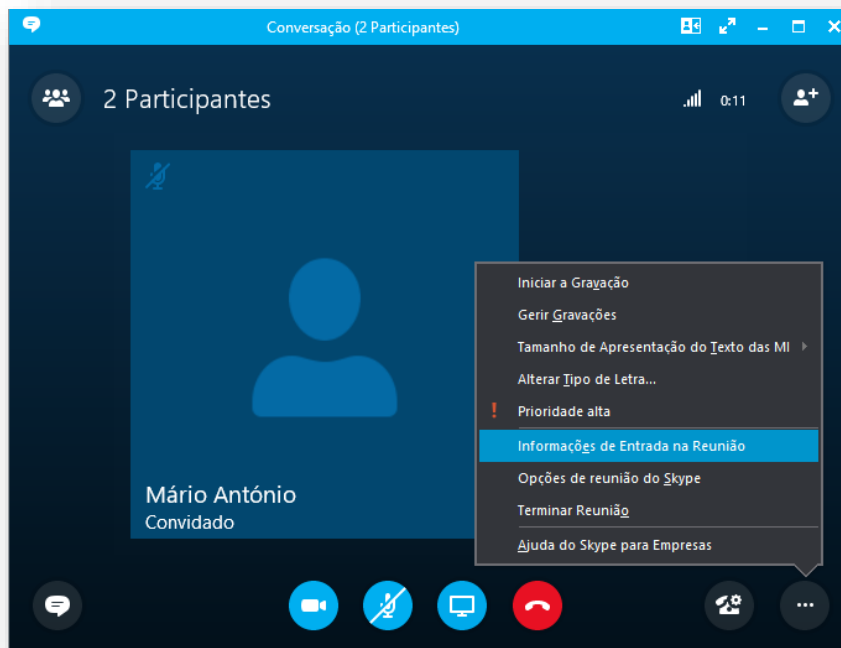 Conversação (2 Participantes)
2 Participantes
0:11
Iniciar a Gravação
Gerir Gravações
Tamanho de Apresentação do Texto das MI
Alterar Tipo de Letra...
! Prioridade alta
Informações de Entrada na Reunião
Opções de reunião do Skype
Terminar Reunião
Ajuda do Skype para Empresas
Mário António
Convidado